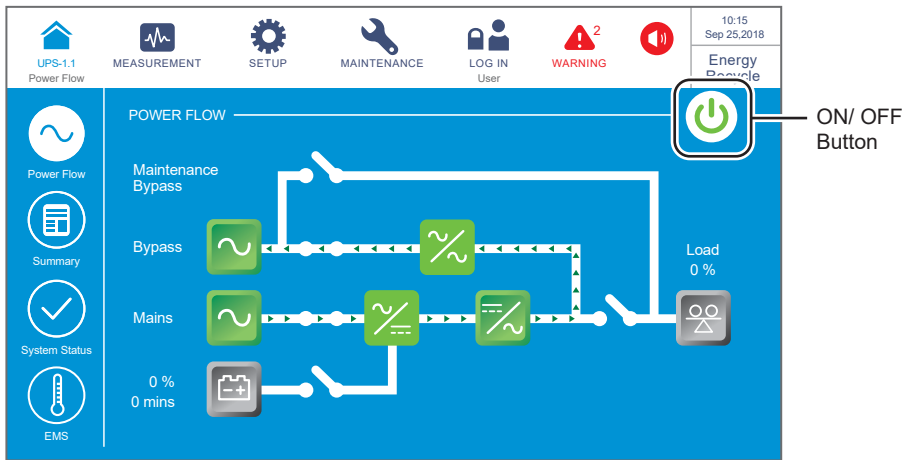 UPS-1.1
Power Flow
MEASUREMENT
SETUP
MAINTENANCE
LOG IN
User
2
WARNING
10:15
Sep 25,2018
Energy
Recycle
ON/ OFF
Button
POWER FLOW
Power Flow
Summary
System Status
EMS
Maintenance
Bypass
Bypass
Mains
0 %
0 mins
Load
0 %